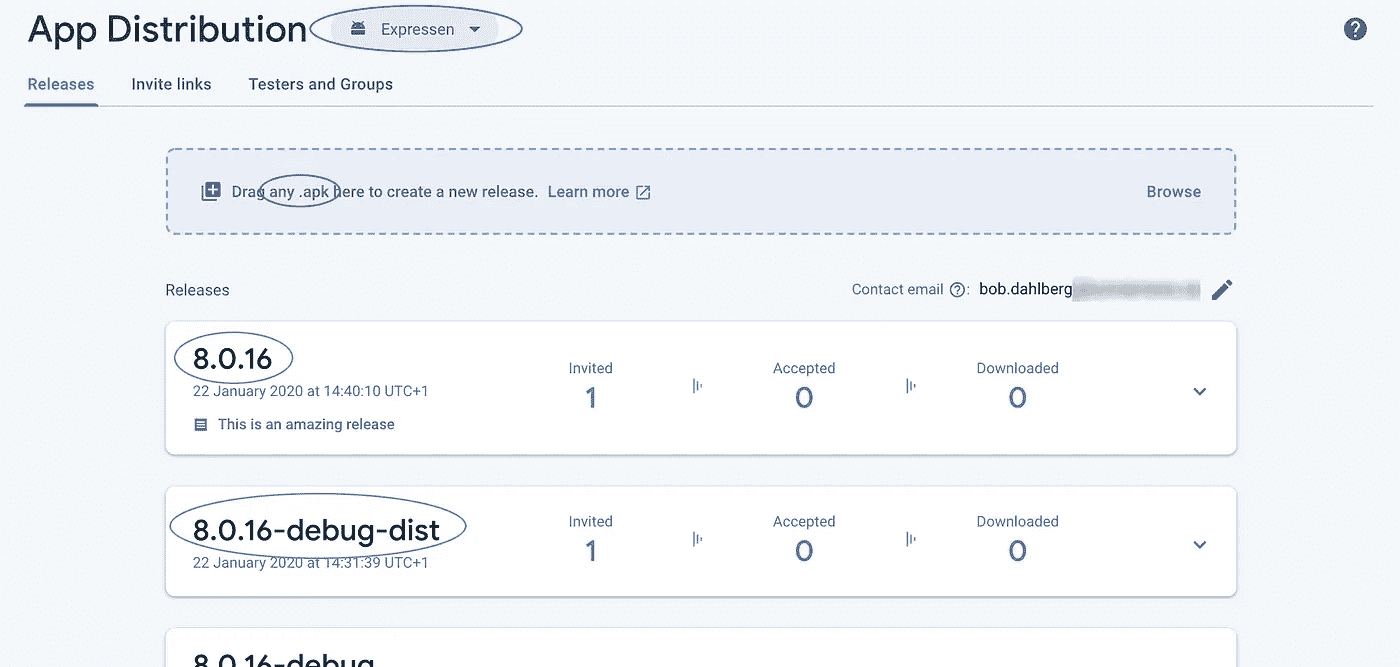 App Distribution Expressen
Releases Invite links Testers and Groups
Drag any .apk here to create a new release. Learn more Browse
Releases Contact email ?: bob.dahlberg
8.0.16
22 January 2020 at 14:40:10 UTC+1
This is an amazing release
Invited Accepted Downloaded
1 0 0
8.0.16-debug-dist
22 January 2020 at 14:31:39 UTC+1
Invited Accepted Downloaded
1 0 0
8.0.16-debug